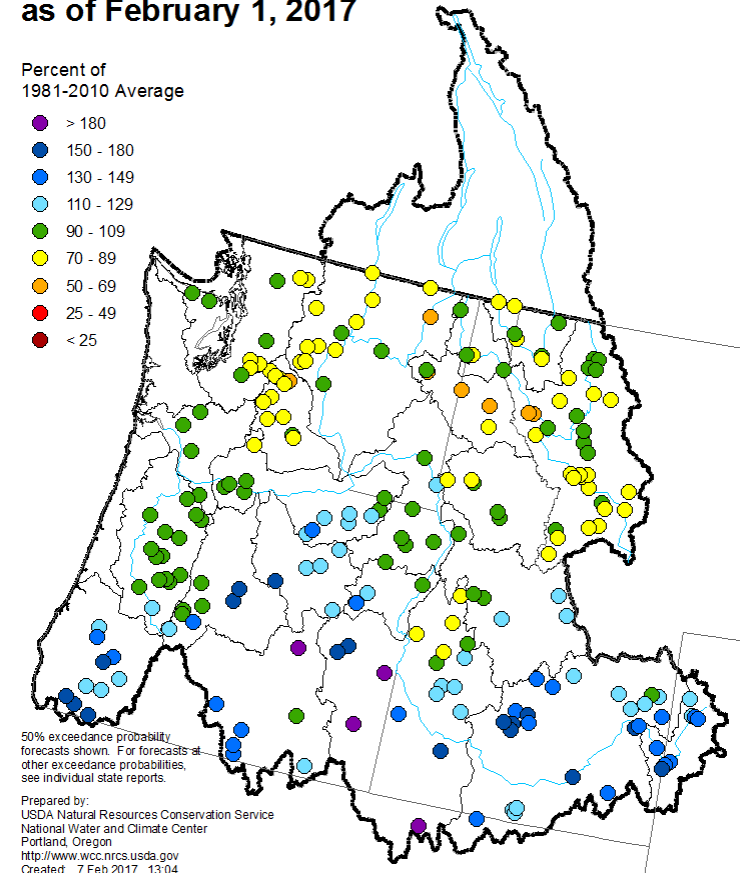 as of February 1, 2017
Percent of
1981-2010 Average
> 180
150 - 180
130 - 149
110 - 129
90 - 109
70 - 89
50 - 69
25 - 49
< 25
50% exceedance probability
forecasts shown. For forecasts at
other exceedance probabilities,
see individual state reports.
Prepared by:
USDA Natural Resources Conservation Service
National Water and Climate Center
Portland, Oregon
http://www.wcc.nrcs.usda.gov
Created: 7 Feb 2017 13:04